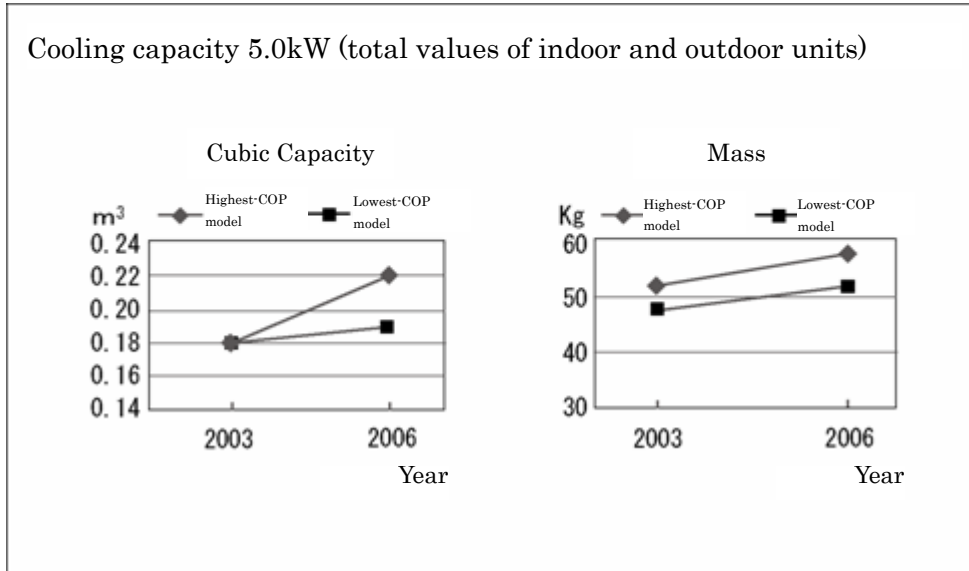 Cooling capacity 5.0kW (total values of indoor and outdoor units)
Cubic Capacity
m³
Highest-COP
model
Lowest-COP
model
0.24
0.22
0.20
0.18
0.16
0.14
2003
2006
Year
Mass
Kg
Highest-COP
model
Lowest-COP
model
60
50
40
30
2003
2006
Year